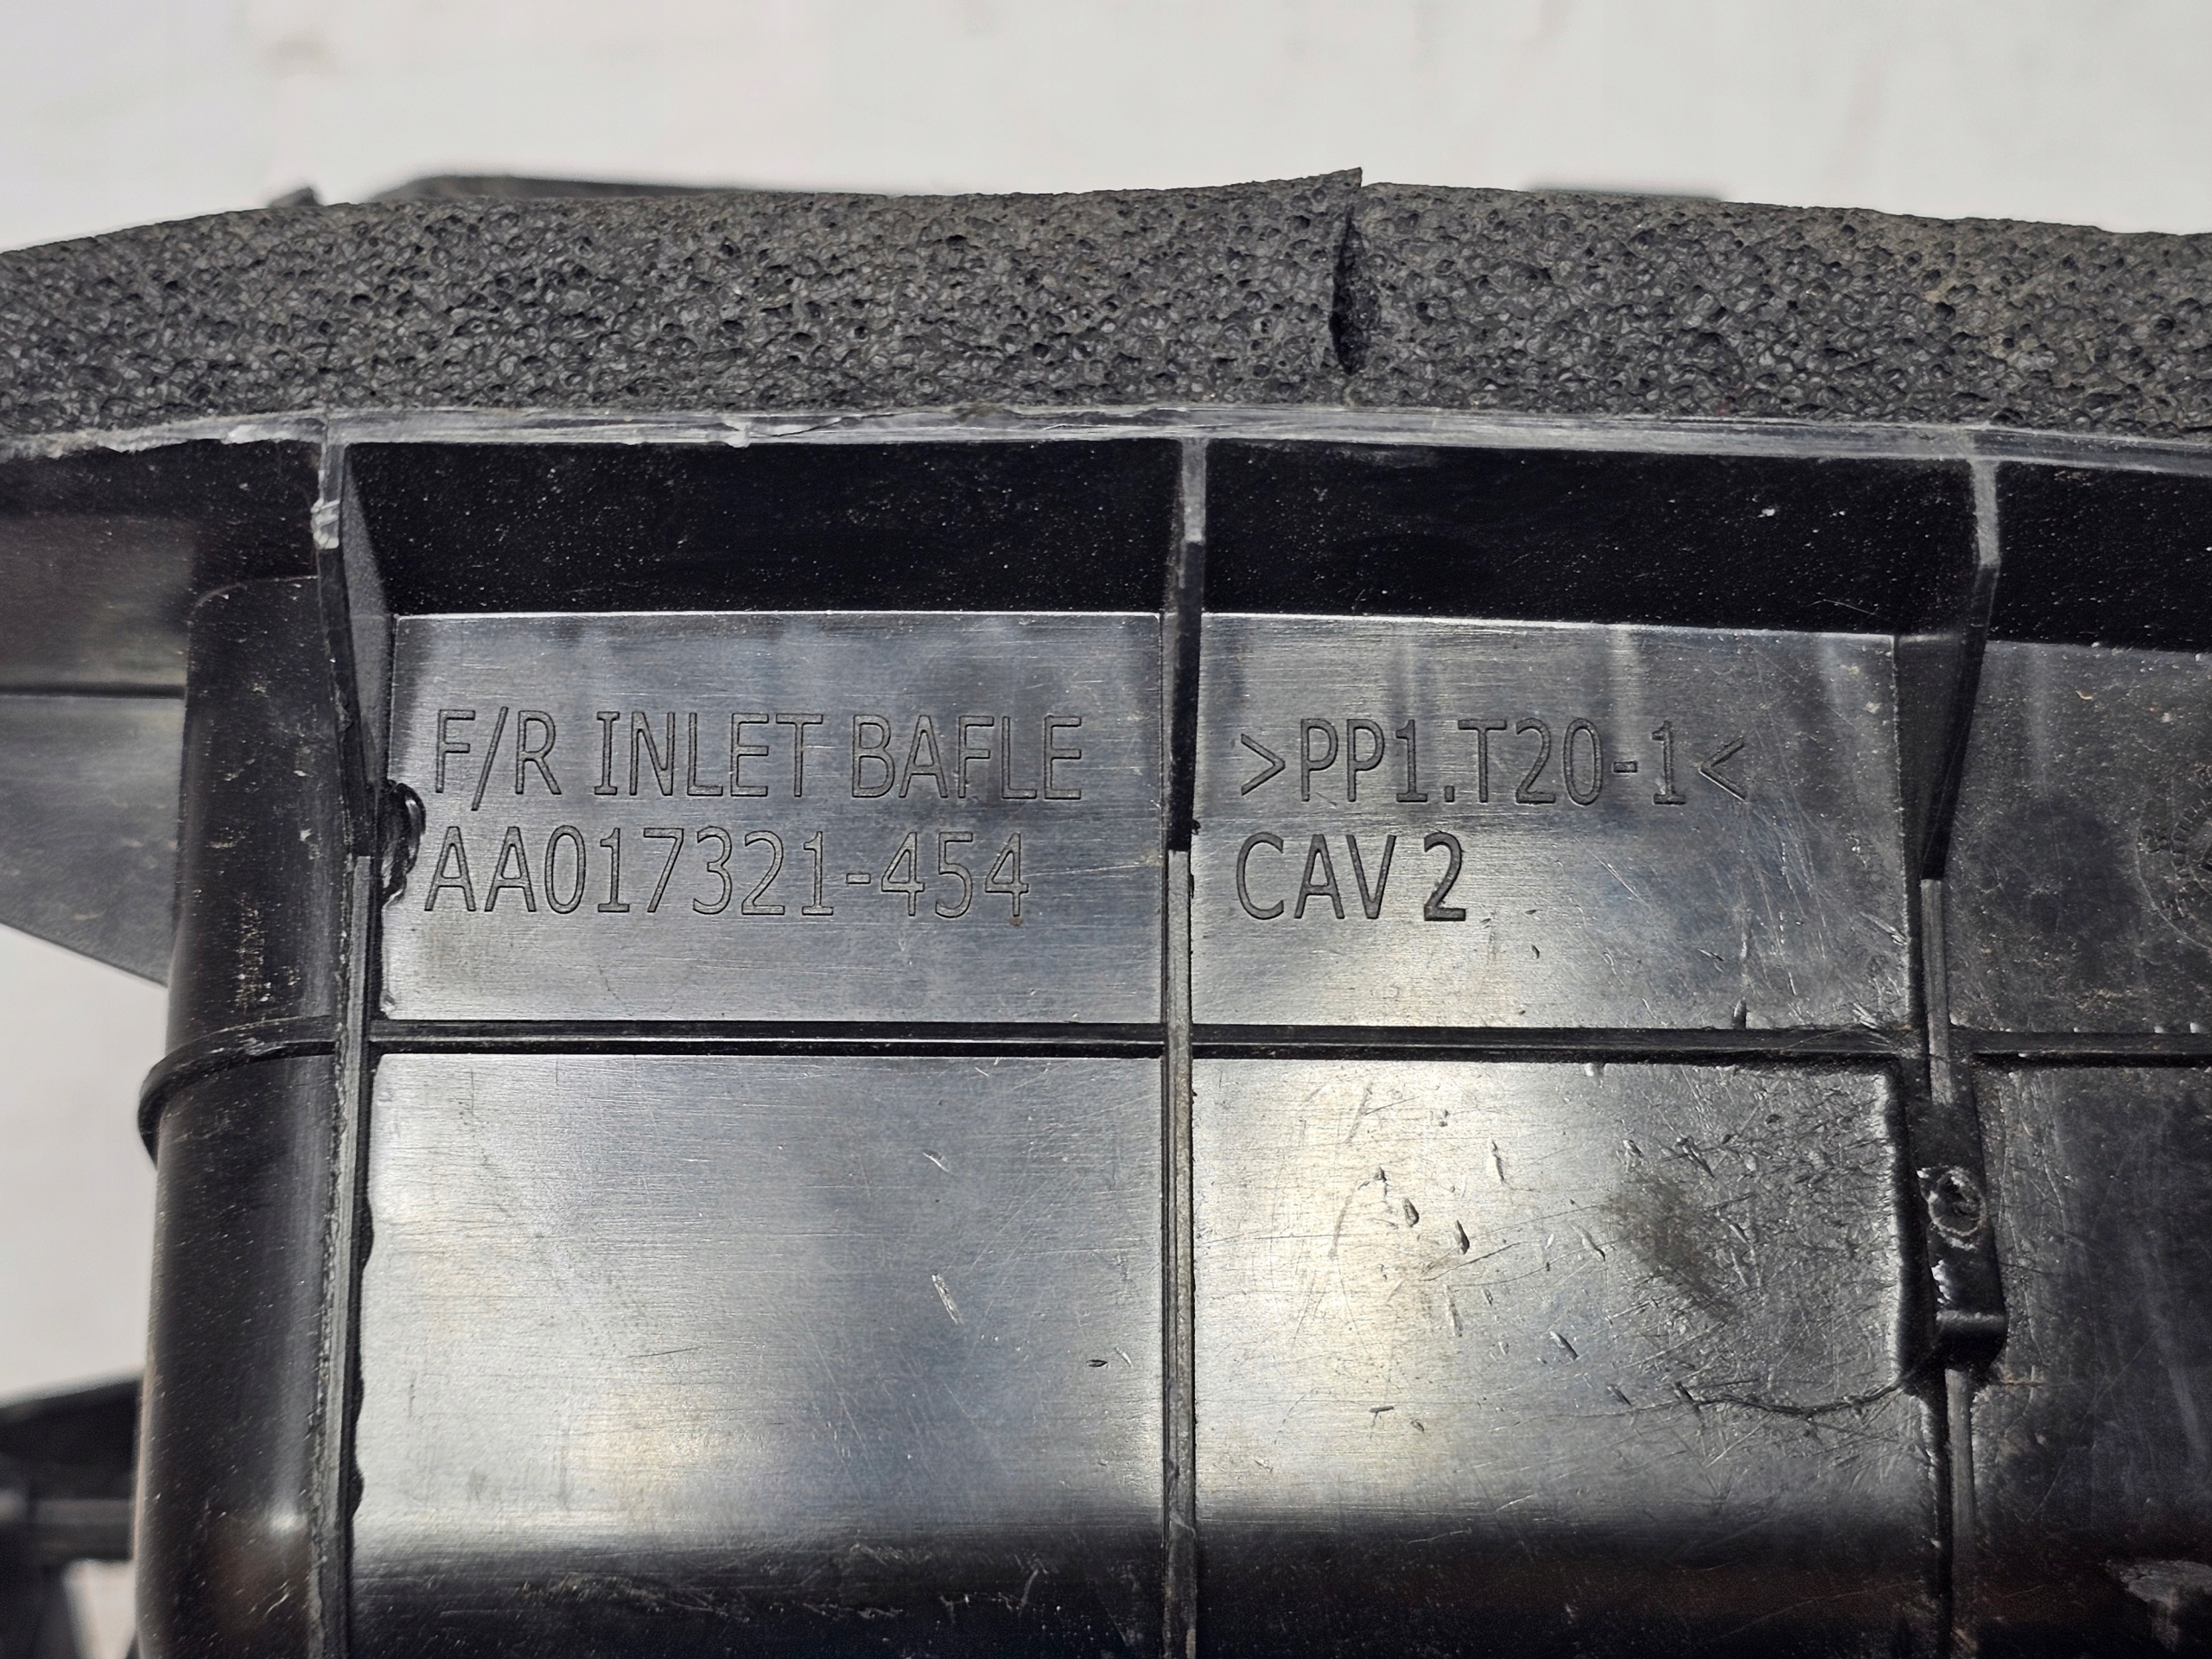 F/R INLET BAFLE
AA017321-454
>PP1.T20-1<
CAV 2